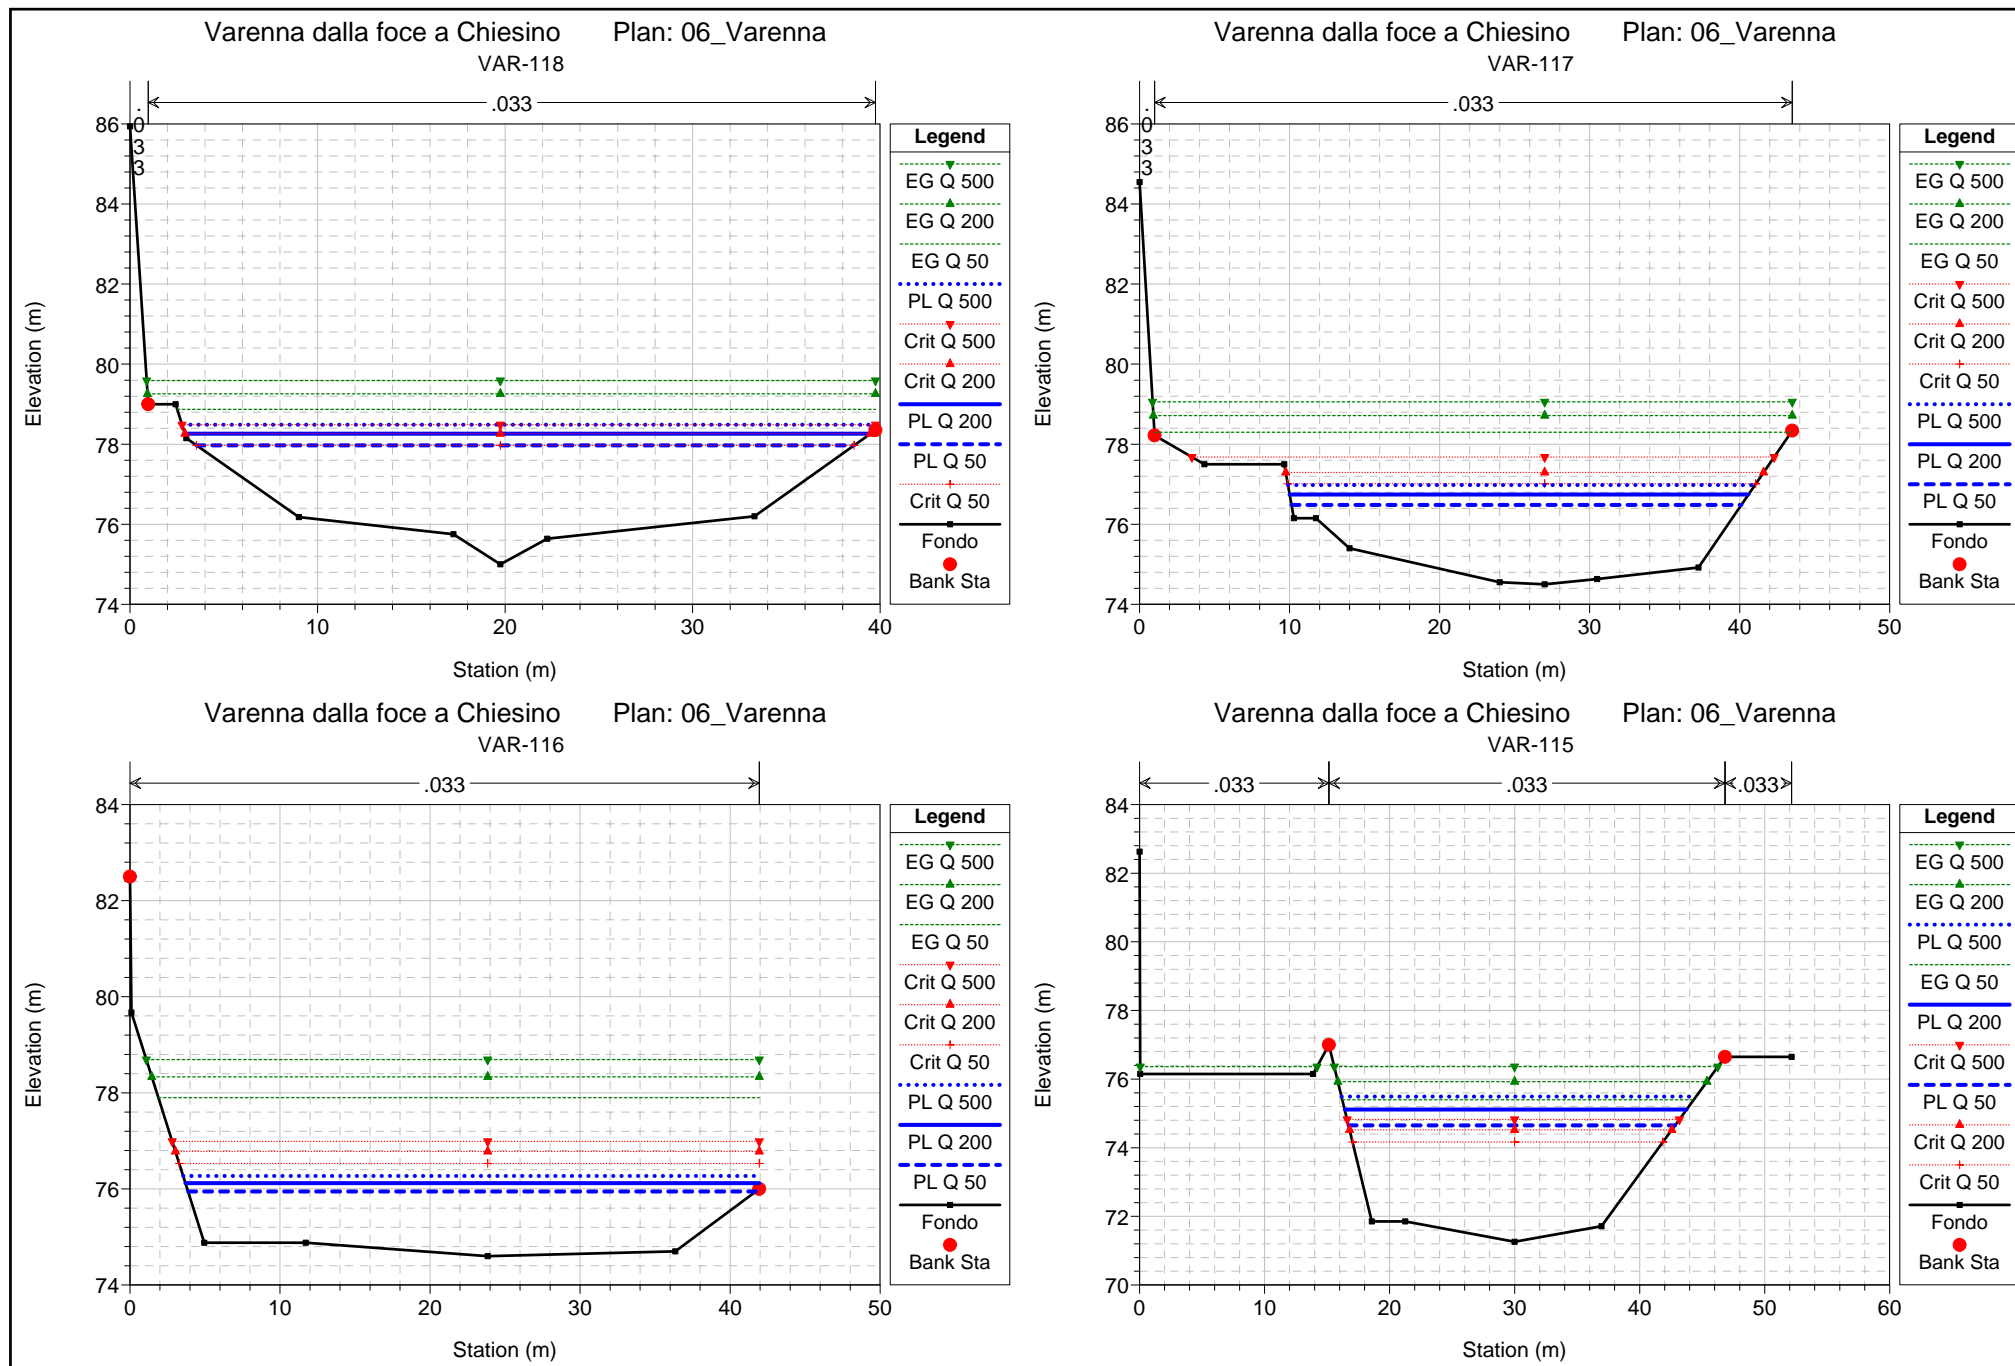 Varenna dalla foce a Chiesino Plan: 06_Varenna
VAR-118
.033
.033
Elevation (m)
86
84
82
80
78
76
74
0 10 20 30 40
Station (m)
Legend
EG Q 500
EG Q 200
EG Q 50
PL Q 500
Crit Q 500
Crit Q 200
PL Q 200
PL Q 50
Crit Q 50
Fondo
Bank Sta
Varenna dalla foce a Chiesino Plan: 06_Varenna
VAR-117
.033
.033
Elevation (m)
86
84
82
80
78
76
74
0 10 20 30 40 50
Station (m)
Legend
EG Q 500
EG Q 200
EG Q 50
Crit Q 500
Crit Q 200
Crit Q 50
PL Q 500
PL Q 200
PL Q 50
Fondo
Bank Sta
Varenna dalla foce a Chiesino Plan: 06_Varenna
VAR-116
.033
Elevation (m)
84
82
80
78
76
74
0 10 20 30 40 50
Station (m)
Legend
EG Q 500
EG Q 200
EG Q 50
Crit Q 500
Crit Q 200
Crit Q 50
PL Q 500
PL Q 200
PL Q 50
Fondo
Bank Sta
Varenna dalla foce a Chiesino Plan: 06_Varenna
VAR-115
.033 .033 .033
Elevation (m)
84
82
80
78
76
74
72
70
0 10 20 30 40 50 60
Station (m)
Legend
EG Q 500
EG Q 200
PL Q 500
EG Q 50
PL Q 200
Crit Q 500
PL Q 50
Crit Q 200
Crit Q 50
Fondo
Bank Sta